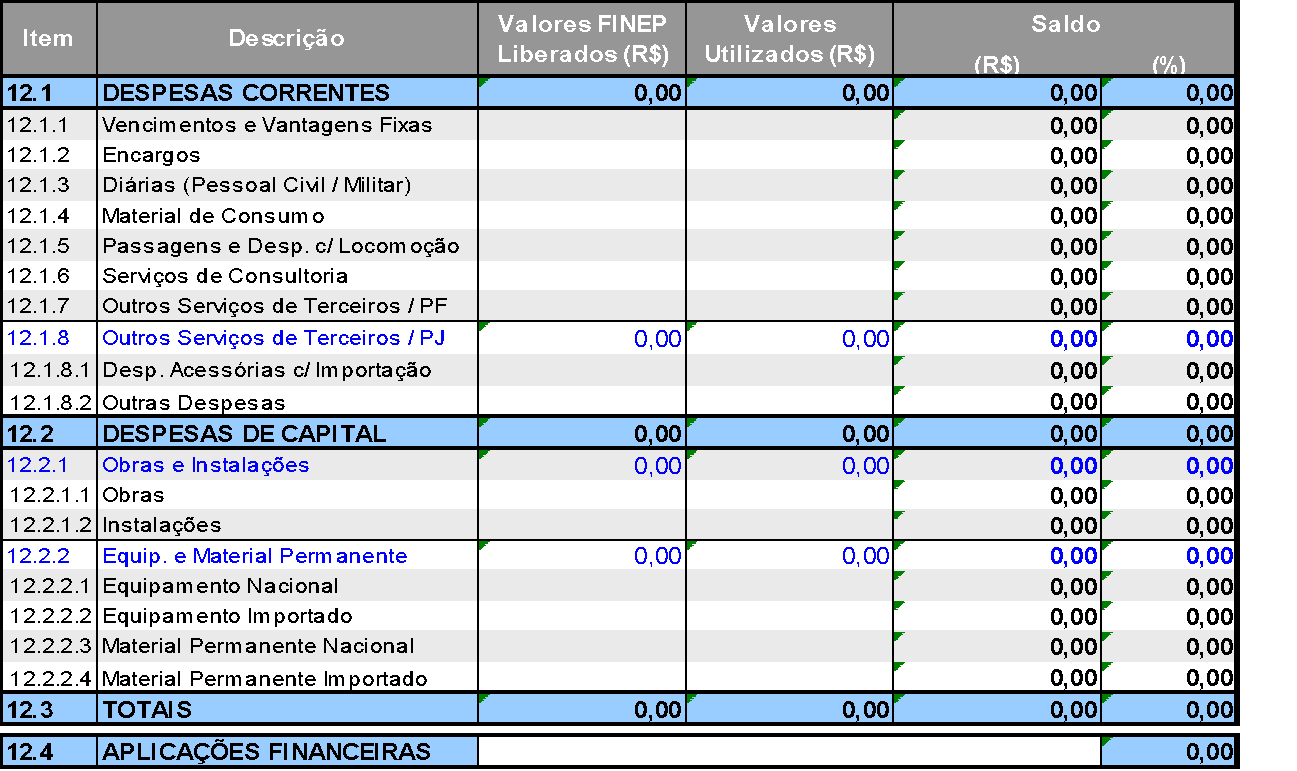 Item Descrição Valores FINEP Liberados (R$) Valores Utilizados (R$) Saldo (R$) (%)
12.1 DESPESAS CORRENTES 0,00 0,00 0,00 0,00
12.1.1 Vencimentos e Vantagens Fixas 0,00 0,00
12.1.2 Encargos 0,00 0,00
12.1.3 Diárias (Pessoal Civil / Militar) 0,00 0,00
12.1.4 Material de Consumo 0,00 0,00
12.1.5 Passagens e Desp. c/ Locomoção 0,00 0,00
12.1.6 Serviços de Consultoria 0,00 0,00
12.1.7 Outros Serviços de Terceiros / PF 0,00 0,00
12.1.8 Outros Serviços de Terceiros / PJ 0,00 0,00 0,00 0,00
12.1.8.1 Desp. Acessórias c/ Importação 0,00 0,00
12.1.8.2 Outras Despesas 0,00 0,00
12.2 DESPESAS DE CAPITAL 0,00 0,00 0,00 0,00
12.2.1 Obras e Instalações 0,00 0,00 0,00 0,00
12.2.1.1 Obras 0,00 0,00
12.2.1.2 Instalações 0,00 0,00
12.2.2 Equip. e Material Permanente 0,00 0,00 0,00 0,00
12.2.2.1 Equipamento Nacional 0,00 0,00
12.2.2.2 Equipamento Importado 0,00 0,00
12.2.2.3 Material Permanente Nacional 0,00 0,00
12.2.2.4 Material Permanente Importado 0,00 0,00
12.3 TOTAIS 0,00 0,00 0,00 0,00
12.4 APLICAÇÕES FINANCEIRAS 0,00